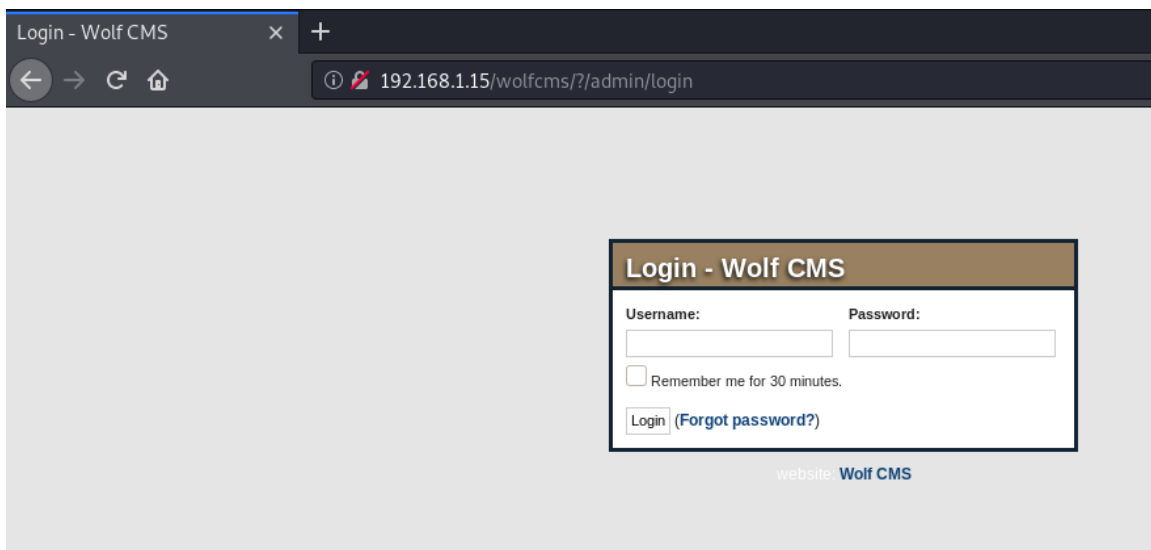 Login - Wolf CMS
192.168.1.15/wolfcms/?/admin/login
Login - Wolf CMS
Username: Password:
Remember me for 30 minutes.
Login (Forgot password?)
website: Wolf CMS